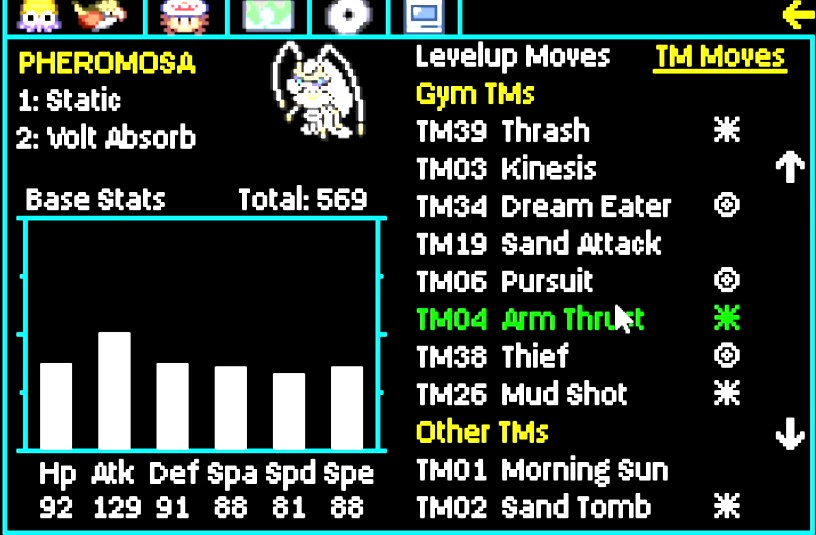 PHEROMOSA
1: Static
2: Volt Absorb
Base Stats Total: 569
Hp Atk Def Spa Spd Spe
92 129 91 88 81 88
Levelup Moves TM Moves
Gym TMs
TM39 Thrash
TM03 Kinesis
TM34 Dream Eater
TM19 Sand Attack
TM06 Pursuit
TM04 Arm Thrust
TM38 Thief
TM26 Mud Shot
Other TMs
TM01 Morning Sun
TM02 Sand Tomb